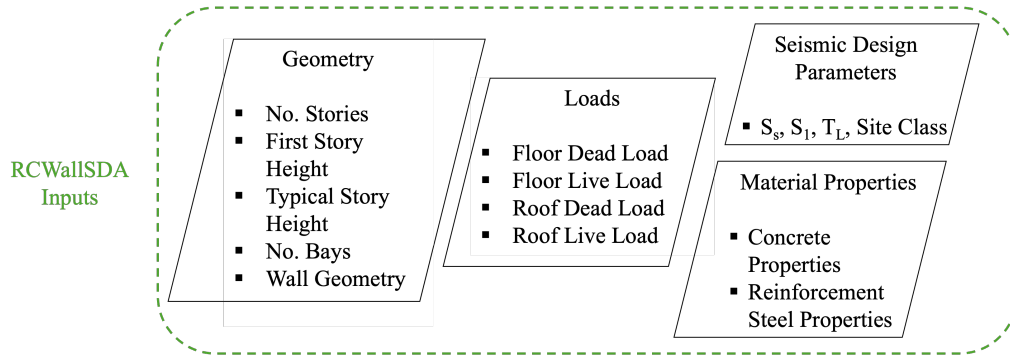 RCWallSDA
Inputs
Geometry
▪ No. Stories
▪ First Story
Height
▪ Typical Story
Height
▪ No. Bays
▪ Wall Geometry
Loads
▪ Floor Dead Load
▪ Floor Live Load
▪ Roof Dead Load
▪ Roof Live Load
Seismic Design
Parameters
▪ Ss, S1, TL, Site Class
Material Properties
▪ Concrete
Properties
▪ Reinforcement
Steel Properties